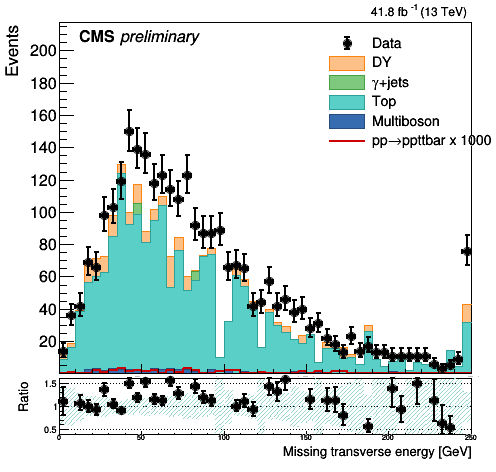 41.8 fb⁻¹ (13 TeV)
Events
CMS preliminary
Data
DY
γ+jets
Top
Multiboson
pp→ppttbar x 1000
200
180
160
140
120
100
80
60
40
20
Ratio
1.5
1
0.5
0 50 100 150 200 250
Missing transverse energy [GeV]